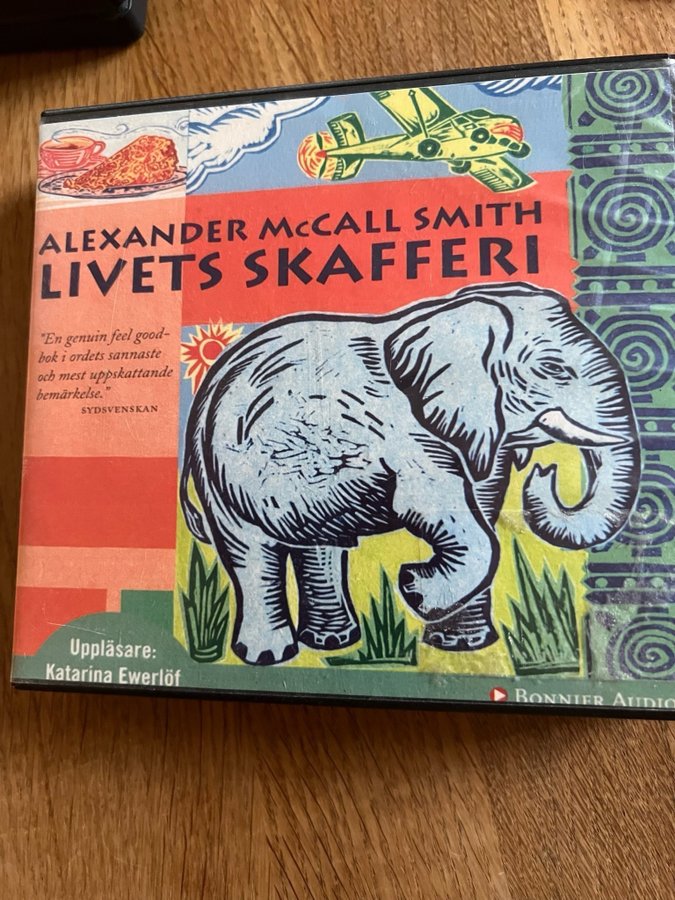 ALEXANDER McCALL SMITH
LIVETS SKAFFERI
"En genuin feel good-
bok i ordets sannaste
och mest uppskattande
bemärkelse."
SYDSVENSKAN
Uppläsare:
Katarina Ewerlöf
BONNIER AUDIO